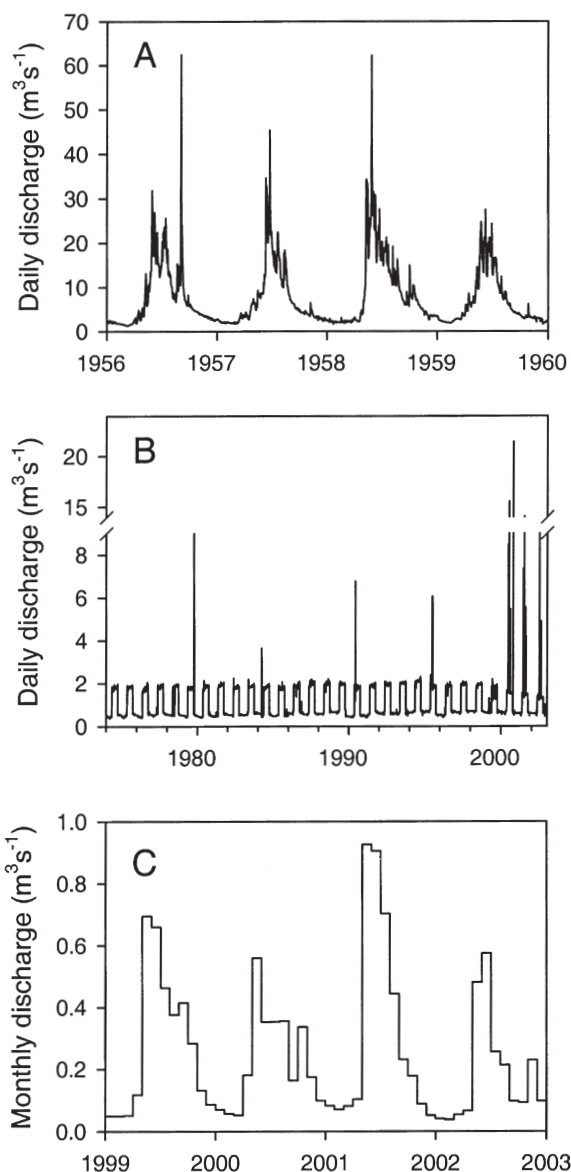 A
Daily discharge (m³s⁻¹)
70
60
50
40
30
20
10
0
1956 1957 1958 1959 1960
B
Daily discharge (m³s⁻¹)
20
15
8
6
4
2
0
1980 1990 2000
C
Monthly discharge (m³s⁻¹)
1.0
0.8
0.6
0.4
0.2
0.0
1999 2000 2001 2002 2003